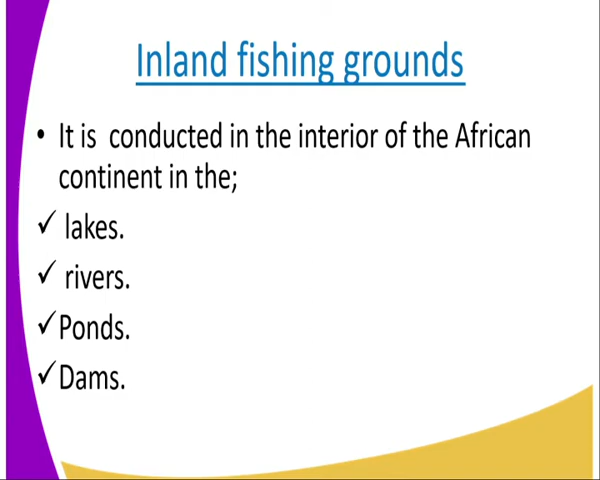 Inland fishing grounds
• It is conducted in the interior of the African
continent in the;
✓ lakes.
✓ rivers.
✓Ponds.
✓Dams.